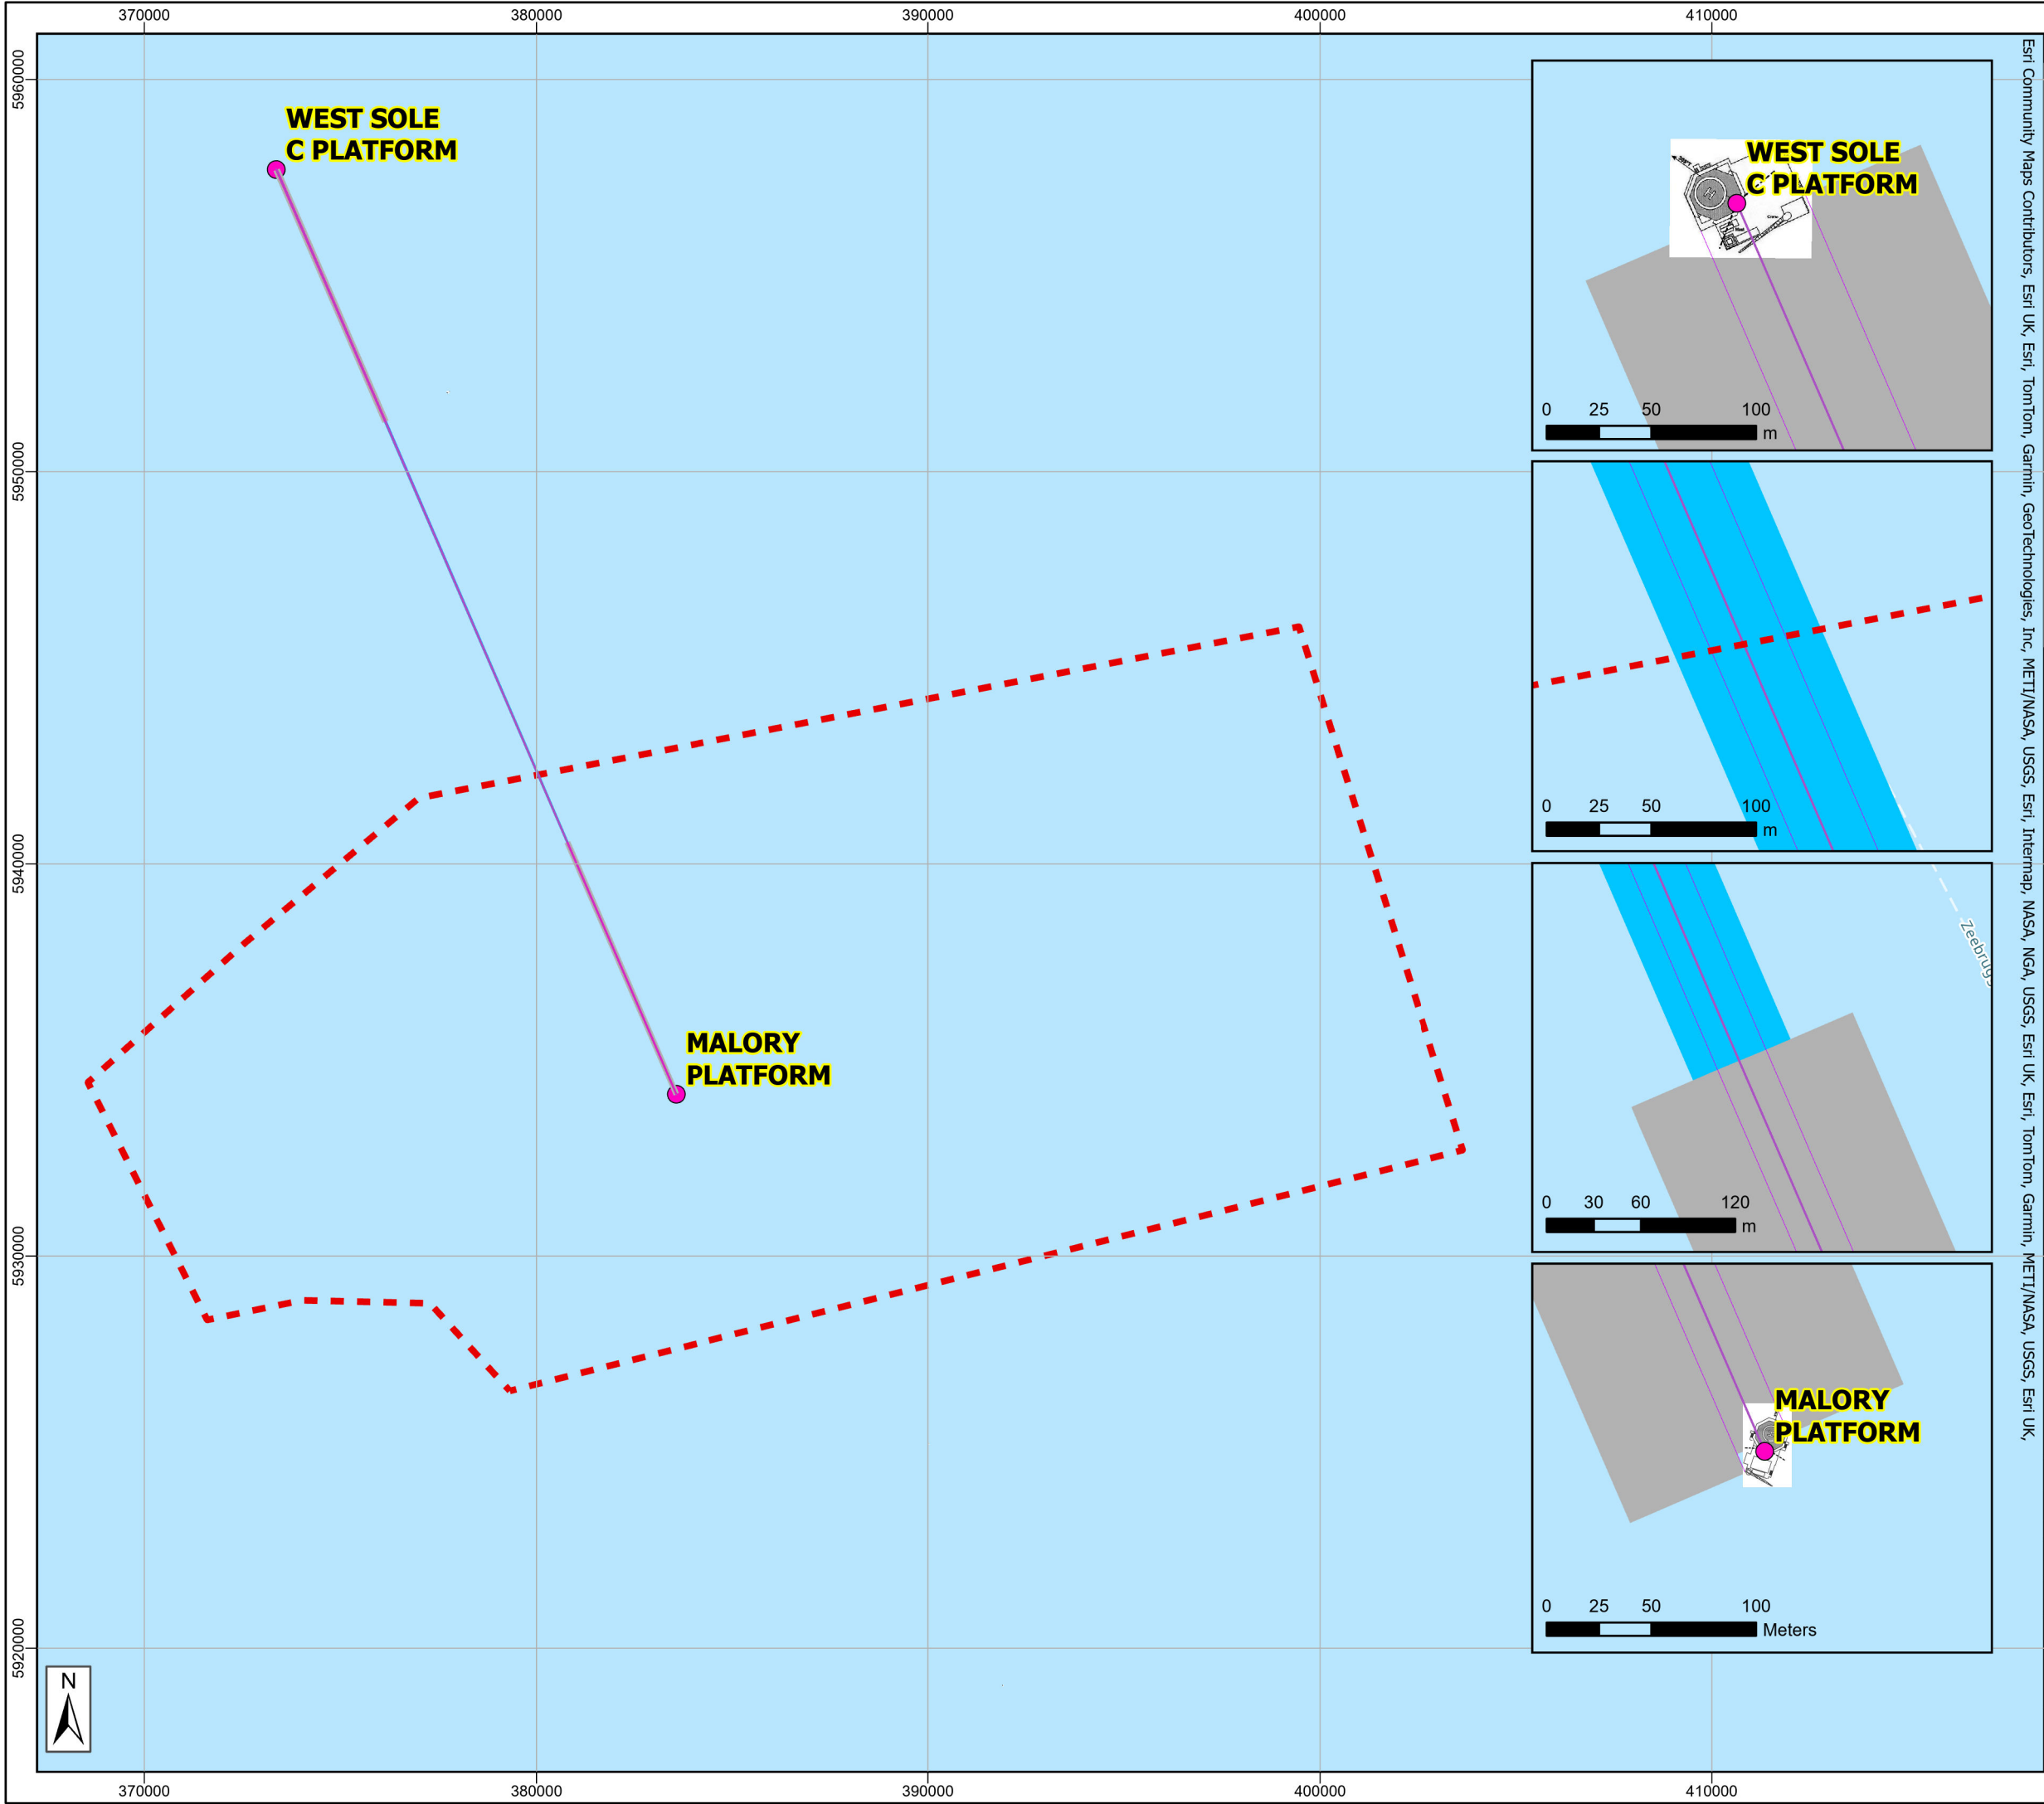 370000
380000
390000
400000
410000
5960000
5950000
5940000
5930000
5920000
WEST SOLE
C PLATFORM
MALORY
PLATFORM
N
WEST SOLE
C PLATFORM
0 25 50 100
m
0 25 50 100
m
Zeebrugg
0 30 60 120
m
MALORY
PLATFORM
0 25 50 100
Meters
370000
380000
390000
400000
410000
Esri Community Maps Contributors, Esri UK, Esri, TomTom, Garmin, GeoTechnologies, Inc, METI/NASA, USGS, Esri, Intermap, NASA, NGA, USGS, Esri UK, Esri, TomTom, Garmin, METI/NASA, USGS, Esri UK,